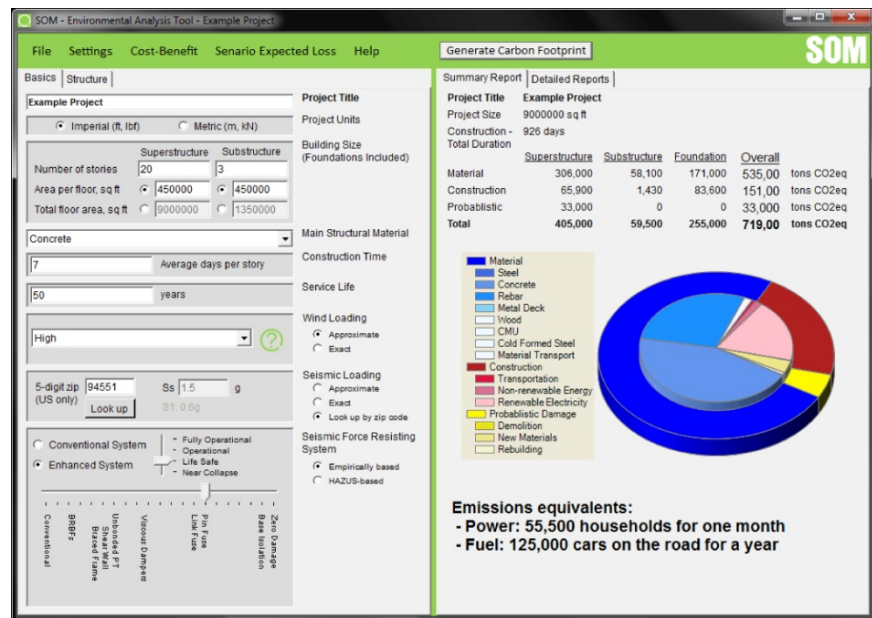 SOM - Environmental Analysis Tool - Example Project
File Settings Cost-Benefit Senario Expected Loss Help
Generate Carbon Footprint
SOM
Basics Structure
Example Project
Project Title
Imperial (ft, lbf) Metric (m, kN)
Project Units
Building Size
(Foundations Included)
Superstructure Substructure
Number of stories 20 3
Area per floor, sq ft 450000 450000
Total floor area, sq ft 9000000 1350000
Concrete
Main Structural Material
7 Average days per story
Construction Time
50 years
Service Life
High
?
Wind Loading
Approximate
Exact
5-digit zip 94551 Ss 1.5 g
(US only) Look up S1: 0.6g
Seismic Loading
Approximate
Exact
Look up by zip code
Conventional System
Enhanced System
- Fully Operational
- Operational
- Life Safe
- Near Collapse
Seismic Force Resisting
System
Empirically based
HAZUS-based
Conventional
BRBFs
Unbonded PT
Shear Wall
Braced Frame
Viscous Dampers
Pin Fuse
Link Fuse
Zero Damage
Base Isolation
Summary Report Detailed Reports
Project Title Example Project
Project Size 9000000 sq ft
Construction - 926 days
Total Duration
Superstructure Substructure Foundation Overall
Material 306,000 58,100 171,000 535,00 tons CO2eq
Construction 65,900 1,430 83,600 151,00 tons CO2eq
Probablistic 33,000 0 0 33,000 tons CO2eq
Total 405,000 59,500 255,000 719,00 tons CO2eq
Material
Steel
Concrete
Rebar
Metal Deck
Wood
CMU
Cold Formed Steel
Material Transport
Construction
Transportation
Non-renewable Energy
Renewable Electricity
Probablistic Damage
Demolition
New Materials
Rebuilding
Emissions equivalents:
- Power: 55,500 households for one month
- Fuel: 125,000 cars on the road for a year